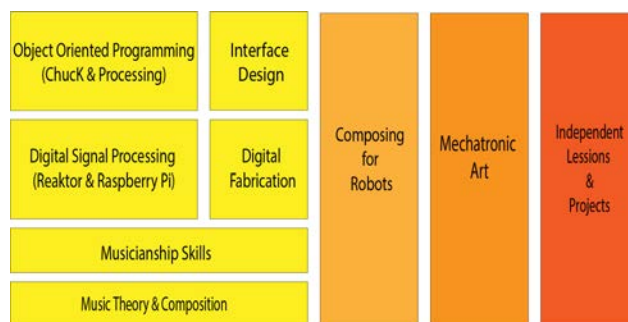 Object Oriented Programming
(ChucK & Processing)
Interface
Design
Digital Signal Processing
(Reaktor & Raspberry Pi)
Digital
Fabrication
Musicianship Skills
Music Theory & Composition
Composing
for
Robots
Mechatronic
Art
Independent
Lessions
&
Projects